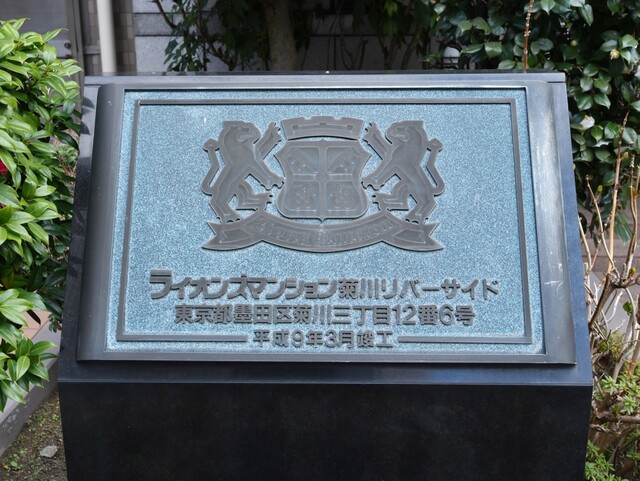 ライオンズマンション菊川リバーサイド
東京都墨田区菊川三丁目12番6号
平成9年3月竣工